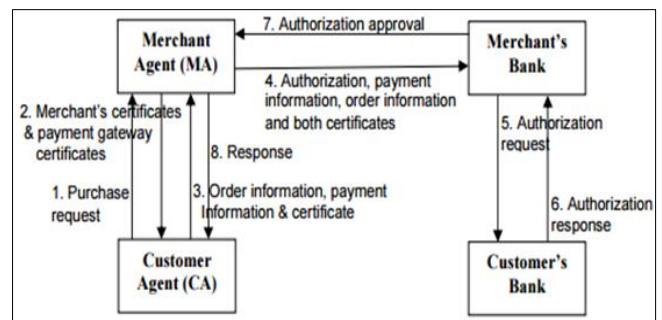 7. Authorization approval
Merchant
Agent (MA)
Merchant's
Bank
4. Authorization, payment
information, order information
and both certificates
2. Merchant's certificates
& payment gateway
certificates
5. Authorization
request
8. Response
1. Purchase
request
3. Order information, payment
Information & certificate
6. Authorization
response
Customer
Agent (CA)
Customer's
Bank